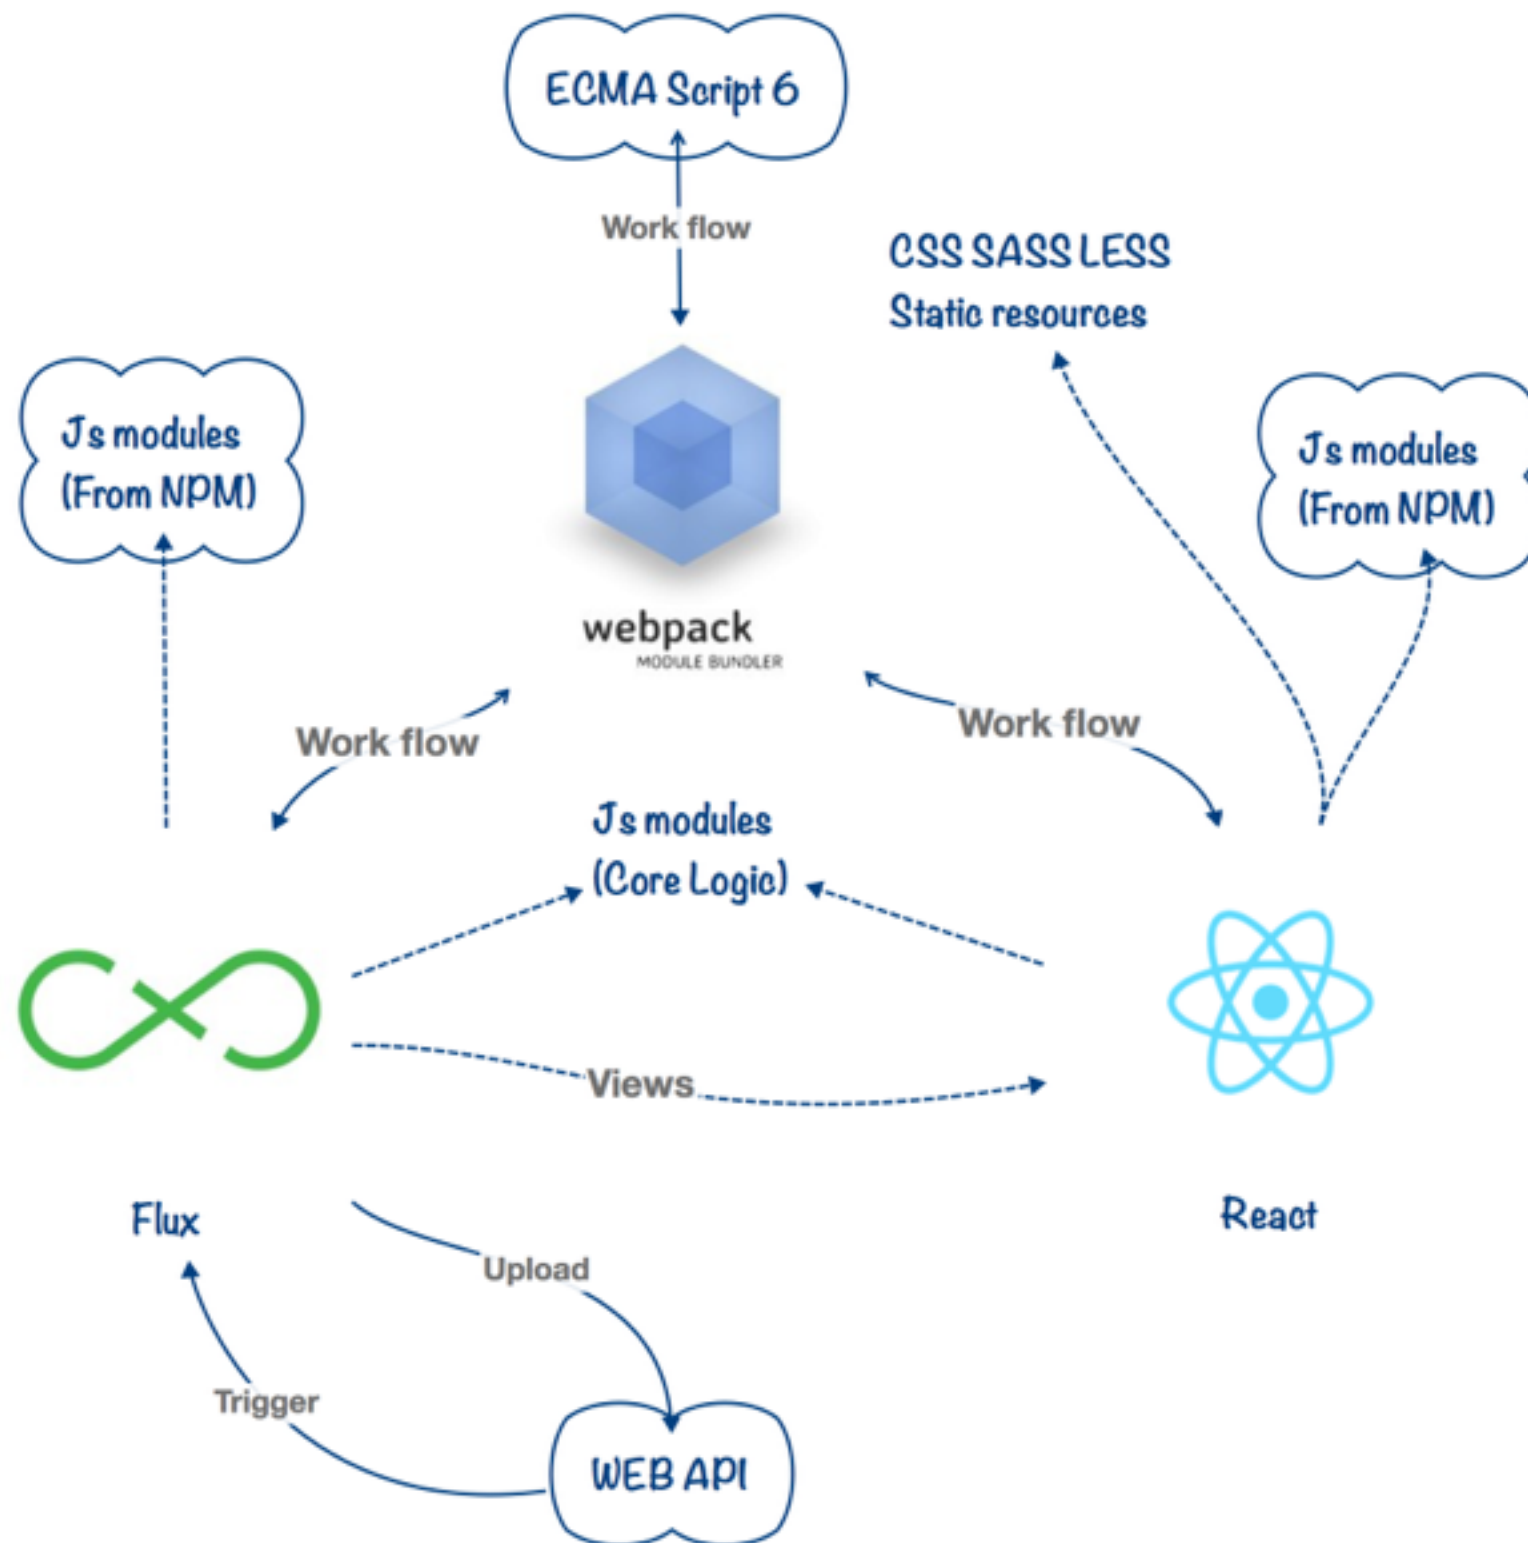 ECMA Script 6
Work flow
CSS SASS LESS
Static resources
Js modules
(From NPM)
Js modules
(From NPM)
webpack
MODULE BUNDLER
Work flow
Work flow
Js modules
(Core Logic)
Views
Flux
React
Upload
Trigger
WEB API